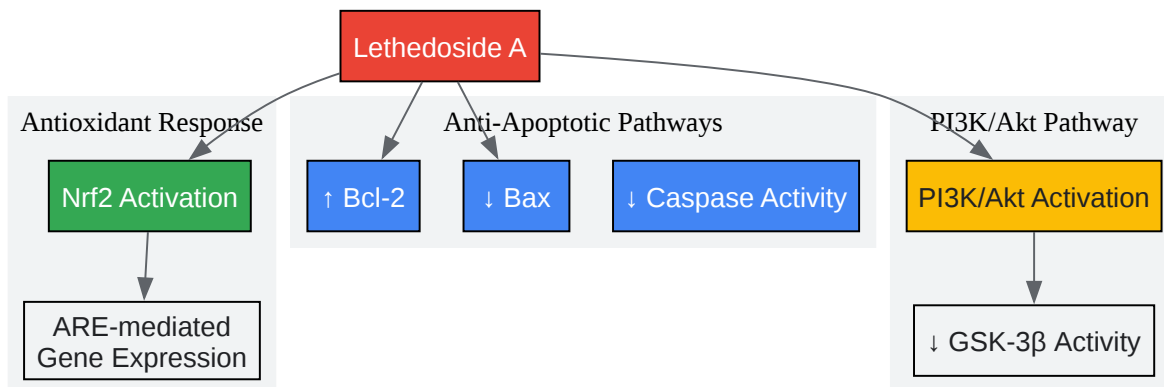 Lethedoside A
Antioxidant Response
Anti-Apoptotic Pathways
PI3K/Akt Pathway
Nrf2 Activation
↑ Bcl-2
↓ Bax
↓ Caspase Activity
PI3K/Akt Activation
ARE-mediated
Gene Expression
↓ GSK-3β Activity